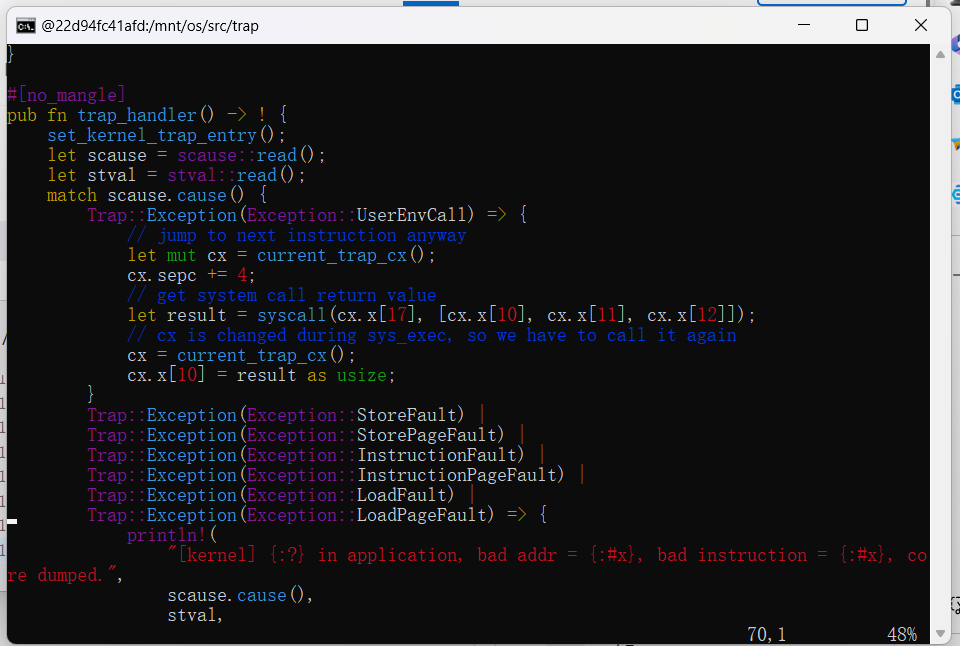 @22d94fc41afd:/mnt/os/src/trap
}
#[no_mangle]
pub fn trap_handler() -> ! {
    set_kernel_trap_entry();
    let scause = scause::read();
    let stval = stval::read();
    match scause.cause() {
        Trap::Exception(Exception::UserEnvCall) => {
            // jump to next instruction anyway
            let mut cx = current_trap_cx();
            cx.sepc += 4;
            // get system call return value
            let result = syscall(cx.x[17], [cx.x[10], cx.x[11], cx.x[12]]);
            // cx is changed during sys_exec, so we have to call it again
            cx = current_trap_cx();
            cx.x[10] = result as usize;
        }
        Trap::Exception(Exception::StoreFault) |
        Trap::Exception(Exception::StorePageFault) |
        Trap::Exception(Exception::InstructionFault) |
        Trap::Exception(Exception::InstructionPageFault) |
        Trap::Exception(Exception::LoadFault) |
        Trap::Exception(Exception::LoadPageFault) => {
            println!(
                "[kernel] {:?} in application, bad addr = {:#x}, bad instruction = {:#x}, co
re dumped.",
                scause.cause(),
                stval,
70,1 48%